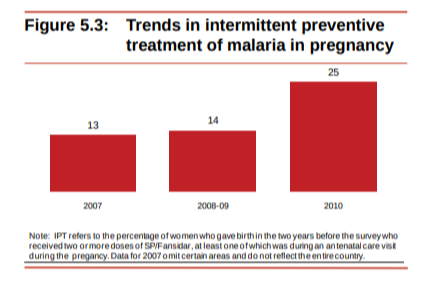 Figure 5.3: Trends in intermittent preventive
treatment of malaria in pregnancy
25
14
13
2007 2008-09 2010
Note: IPT refers to the percentage of women who gave birth in the two years before the survey who
received two or more doses of SP/Fansidar, at least one of which was during an antenatal care visit
during the pregancy. Data for 2007 omit certain areas and do not reflect the entire country.